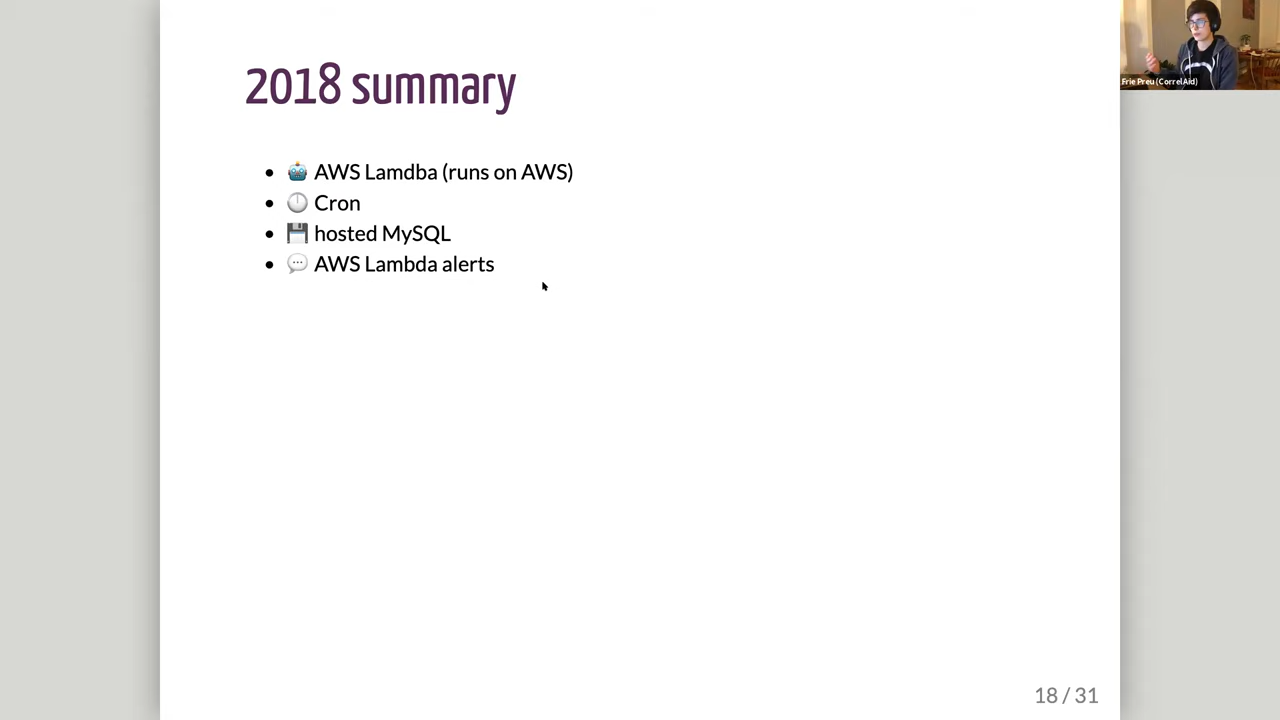 Frie Preu (CorrelAid)
2018 summary
• 🤖 AWS Lamdba (runs on AWS)
• 🕛 Cron
• 💾 hosted MySQL
• 💬 AWS Lambda alerts
18 / 31